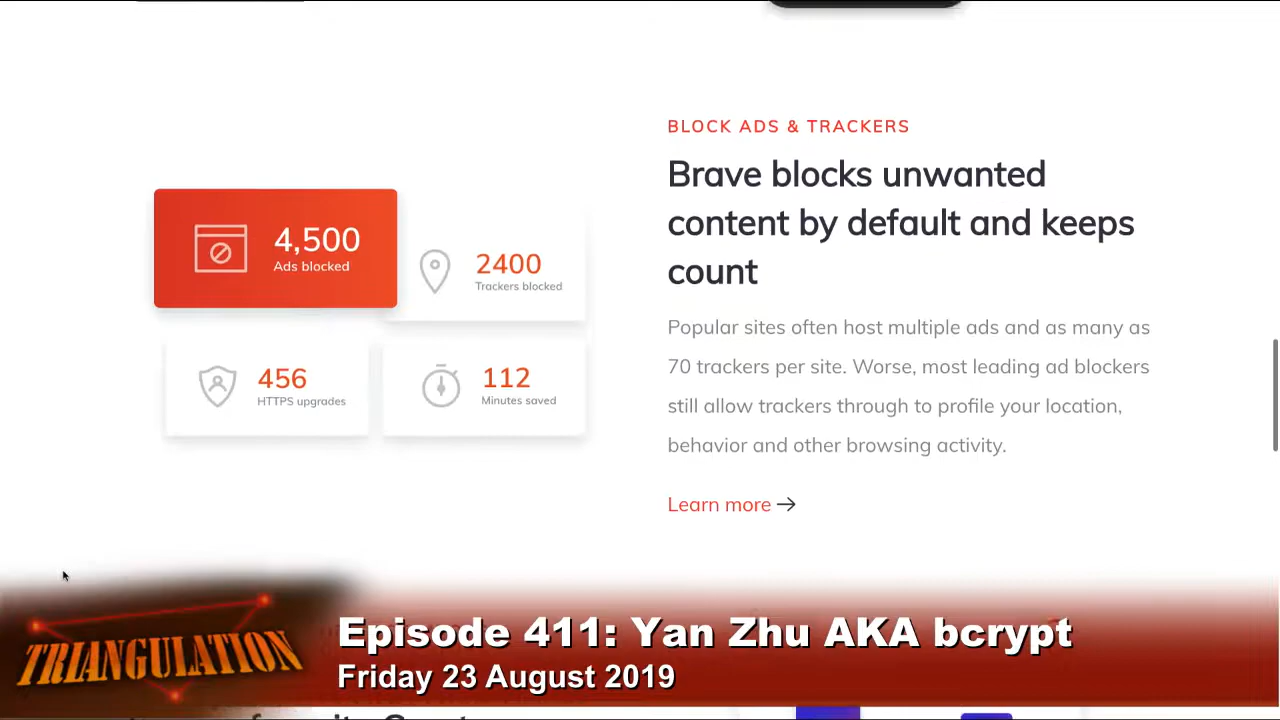 BLOCK ADS & TRACKERS
Brave blocks unwanted
content by default and keeps
count
4,500
Ads blocked
2400
Trackers blocked
456
HTTPS upgrades
112
Minutes saved
Popular sites often host multiple ads and as many as
70 trackers per site. Worse, most leading ad blockers
still allow trackers through to profile your location,
behavior and other browsing activity.
Learn more →
TRIANGULATION
Episode 411: Yan Zhu AKA bcrypt
Friday 23 August 2019